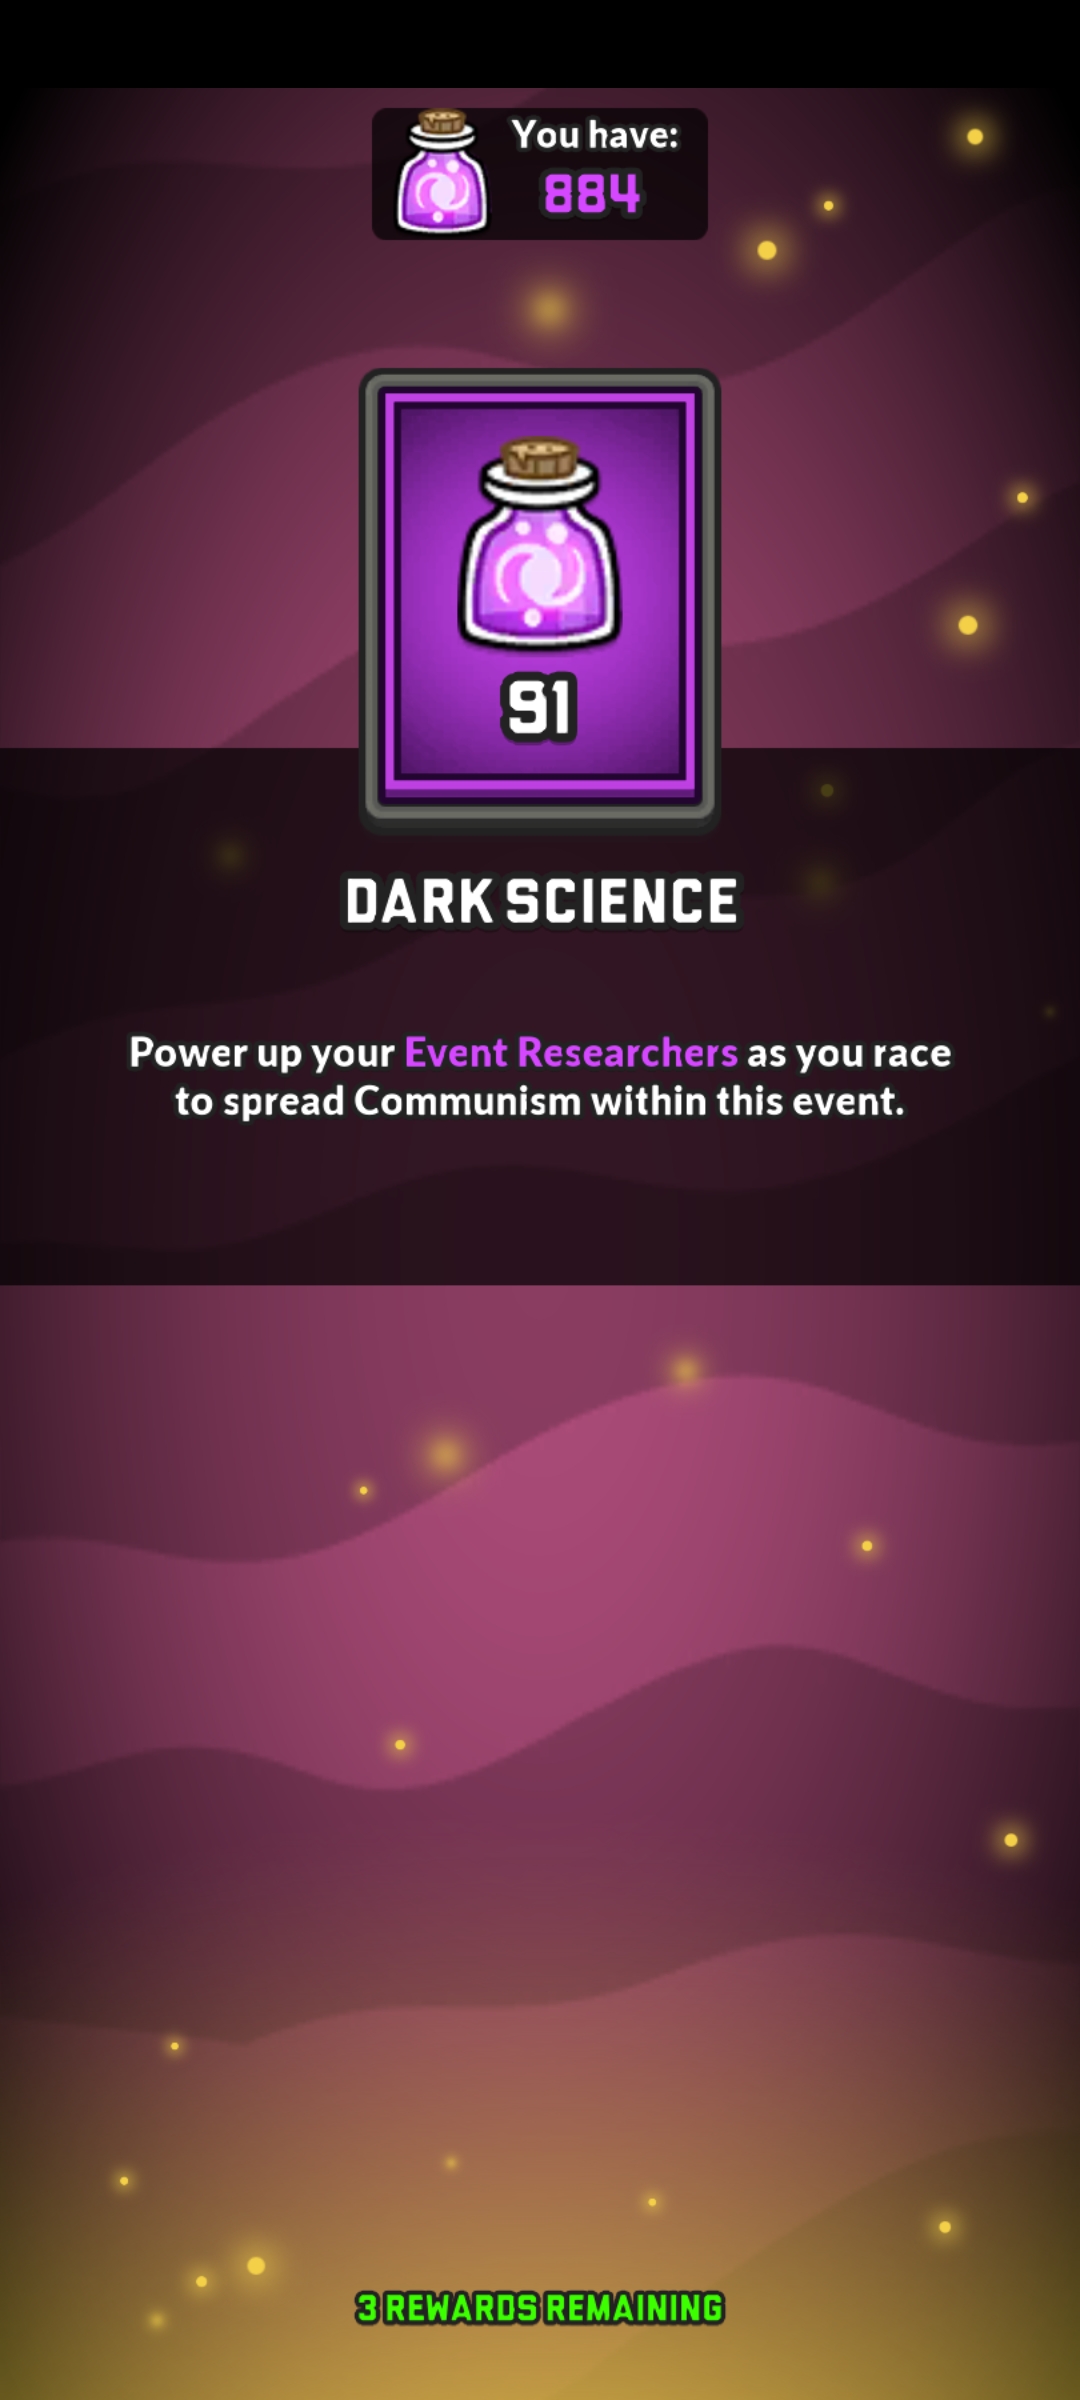 You have:
884
91
DARK SCIENCE
Power up your Event Researchers as you race
to spread Communism within this event.
3 REWARDS REMAINING